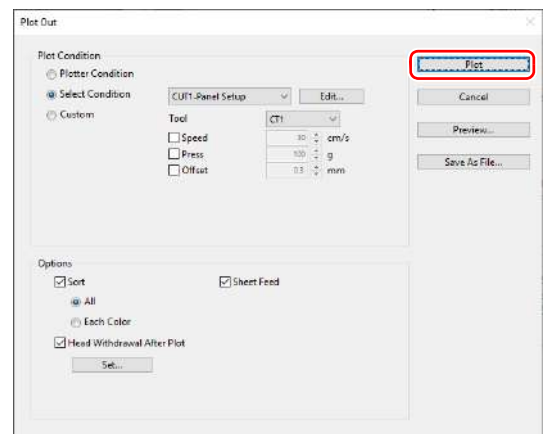 Plot Out
Plot Condition
Plotter Condition
Select Condition
CUT1-Panel Setup
Edit...
Custom
Tool
CT1
Speed
30
cm/s
Press
100
g
Offset
0.3
mm
Plot
Cancel
Preview...
Save As File...
Options
Sort
Sheet Feed
All
Each Color
Head Withdrawal After Plot
Set...